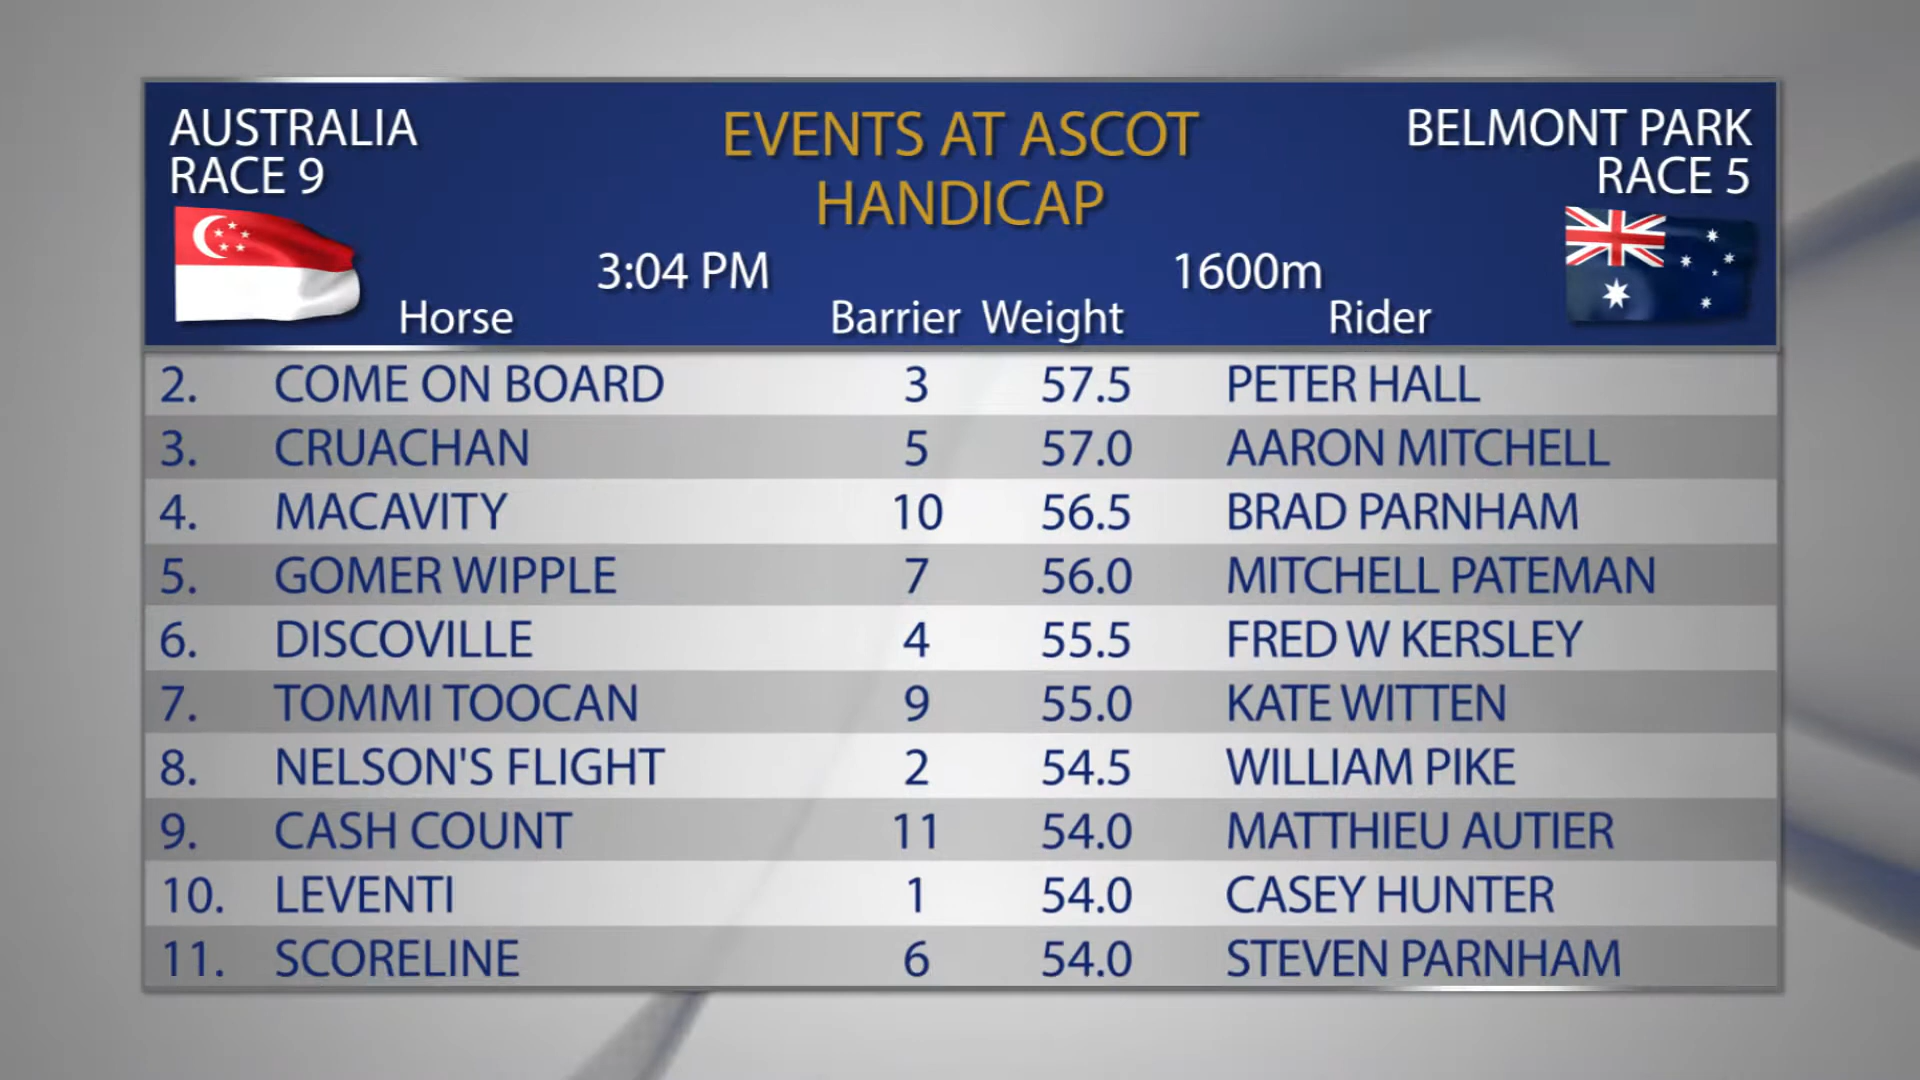 AUSTRALIA
RACE 9
EVENTS AT ASCOT
HANDICAP
BELMONT PARK
RACE 5
3:04 PM 1600m
Horse Barrier Weight Rider
2. COME ON BOARD 3 57.5 PETER HALL
3. CRUACHAN 5 57.0 AARON MITCHELL
4. MACAVITY 10 56.5 BRAD PARNHAM
5. GOMER WIPPLE 7 56.0 MITCHELL PATEMAN
6. DISCOVILLE 4 55.5 FRED W KERSLEY
7. TOMMI TOOCAN 9 55.0 KATE WITTEN
8. NELSON'S FLIGHT 2 54.5 WILLIAM PIKE
9. CASH COUNT 11 54.0 MATTHIEU AUTIER
10. LEVENTI 1 54.0 CASEY HUNTER
11. SCORELINE 6 54.0 STEVEN PARNHAM